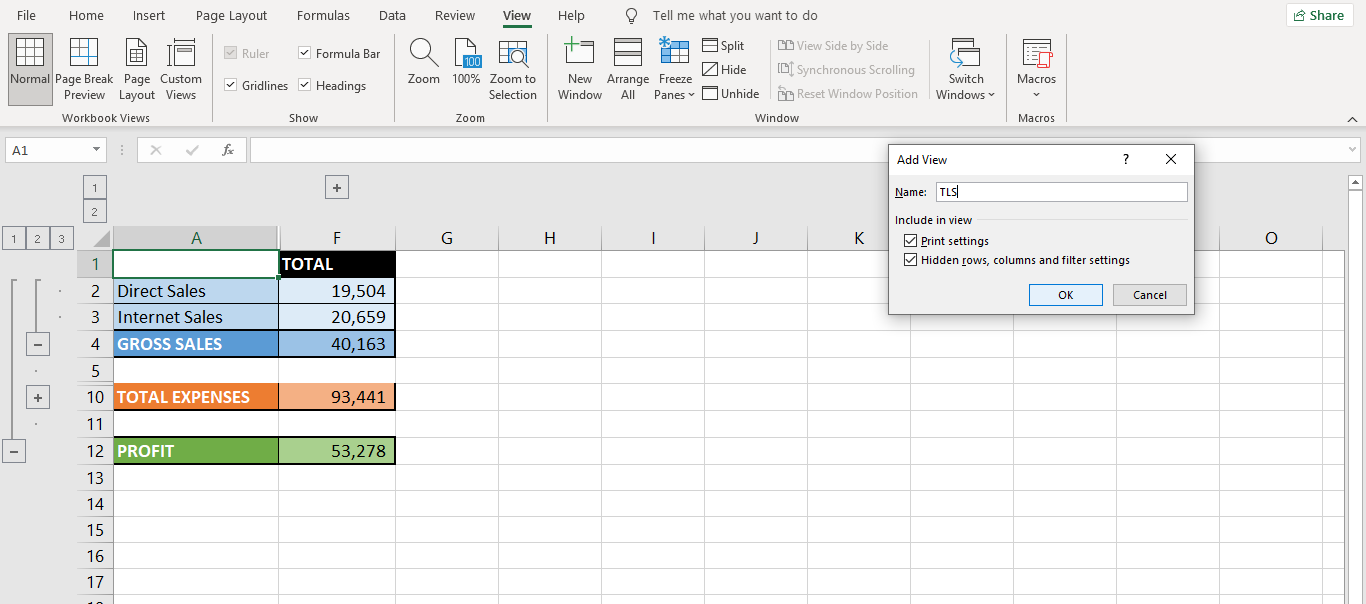 File Home Insert Page Layout Formulas Data Review View Help Tell me what you want to do Share
Normal
Page Break Preview
Page Layout
Custom Views
Workbook Views
Ruler
Formula Bar
Gridlines
Headings
Show
Zoom
100
100%
Zoom to Selection
Zoom
New Window
Arrange All
Freeze Panes
Split
Hide
Unhide
View Side by Side
Synchronous Scrolling
Reset Window Position
Window
Switch Windows
Macros
Macros
A1
fx
Add View ?
Name: TLS
Include in view
Print settings
Hidden rows, columns and filter settings
OK Cancel
1
2
1 2 3
A F G H I J K O
1 TOTAL
2 Direct Sales 19,504
3 Internet Sales 20,659
4 GROSS SALES 40,163
5
10 TOTAL EXPENSES 93,441
11
12 PROFIT 53,278
13
14
15
16
17